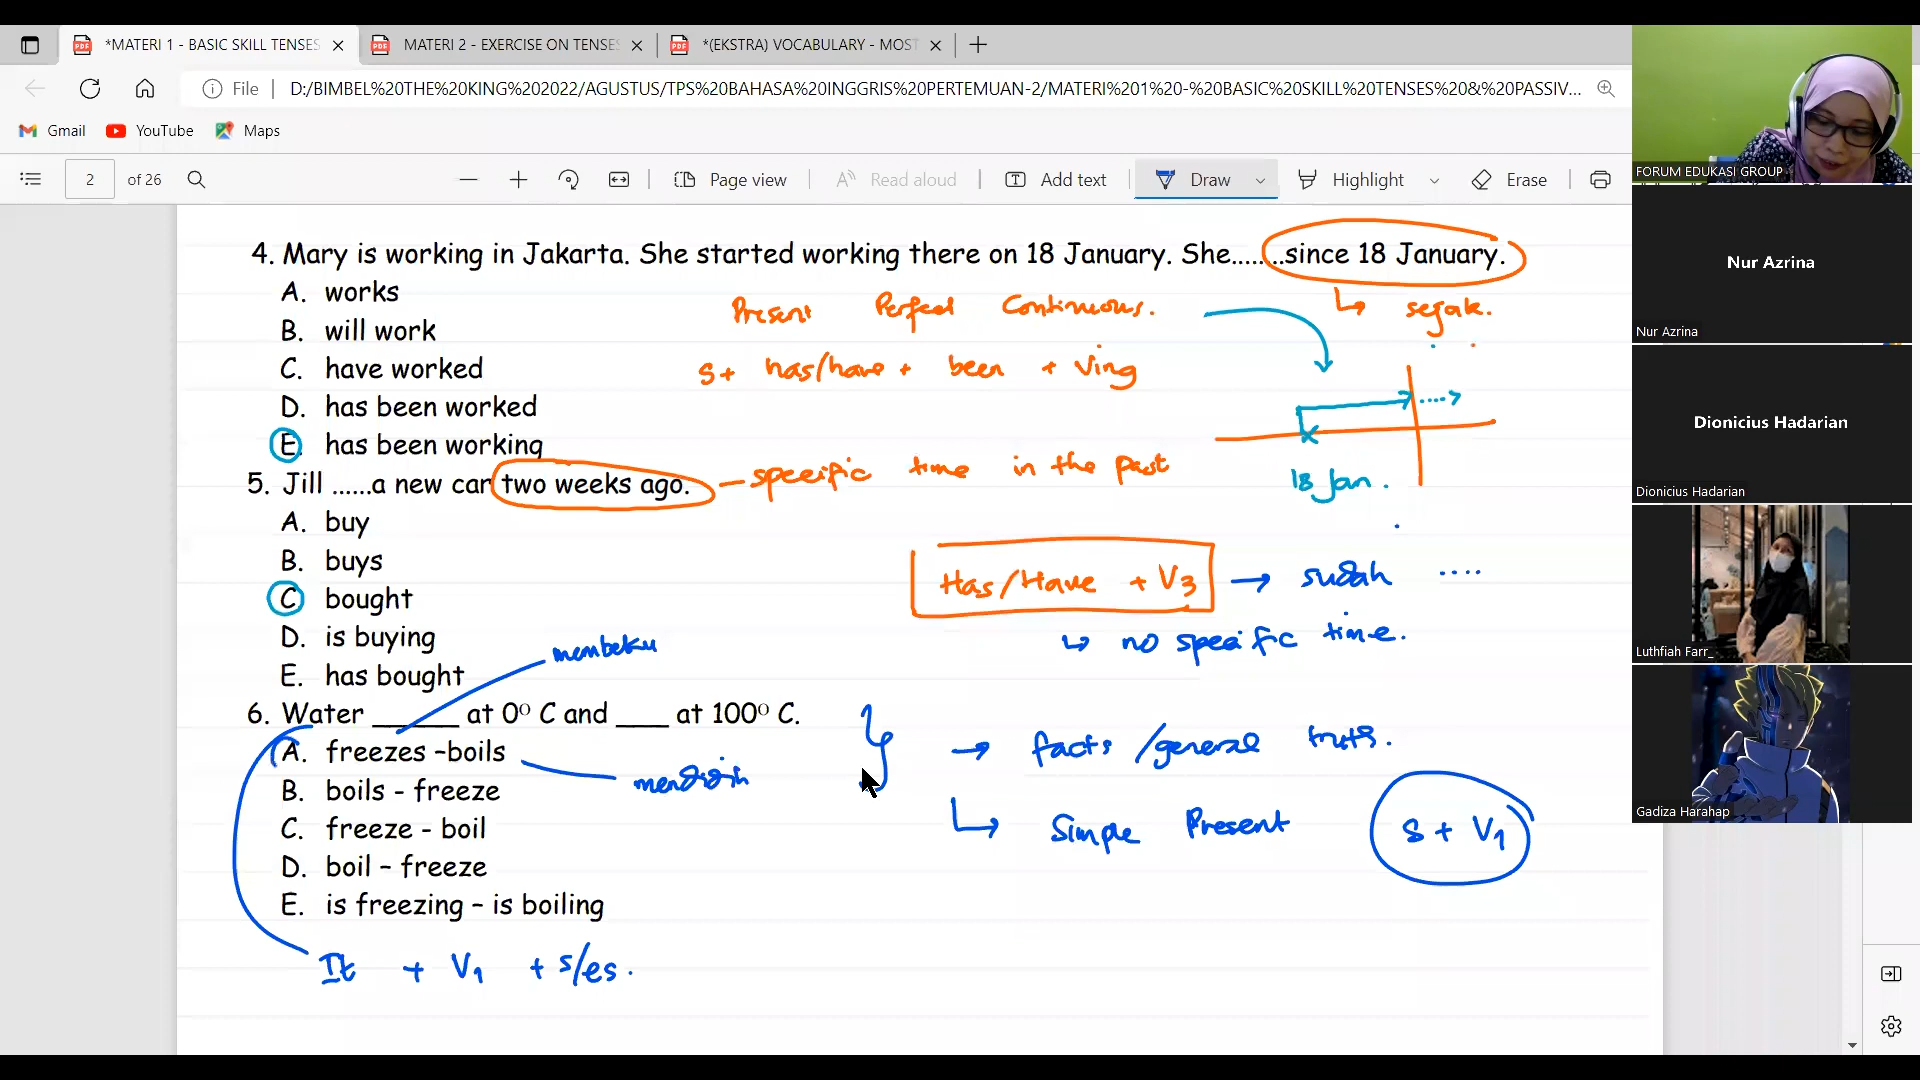 *MATERI 1 - BASIC SKILL TENSES
MATERI 2 - EXERCISE ON TENSES
*(EKSTRA) VOCABULARY - MOST
File
D:/BIMBEL%20THE%20KING%202022/AGUSTUS/TPS%20BAHASA%20INGGRIS%20PERTEMUAN-2/MATERI%201%20-%20BASIC%20SKILL%20TENSES%20&%20PASSIV...
Gmail YouTube Maps
2 of 26
Page view
Read aloud
Add text
Draw
Highlight
Erase
4. Mary is working in Jakarta. She started working there on 18 January. She........since 18 January.
A. works
Present Perfect Continuous.
sejak.
B. will work
C. have worked
S + has/have + been + Ving
D. has been worked
E. has been working
5. Jill ......a new car two weeks ago.
specific time in the past
18 Jan.
A. buy
B. buys
Has/Have + V3 → sudah ....
C. bought
D. is buying
membeku
↳ no specific time.
E. has bought
6. Water ______ at 0º C and ____ at 100º C.
A. freezes –boils
→ facts /general truth.
mendidih
B. boils - freeze
C. freeze - boil
↳ Simple Present
S + V1
D. boil – freeze
E. is freezing – is boiling
It + V1 + s/es.
FORUM EDUKASI GROUP
Nur Azrina
Nur Azrina
Dionicius Hadarian
Dionicius Hadarian
Luthfiah Farr_
Gadiza Harahap